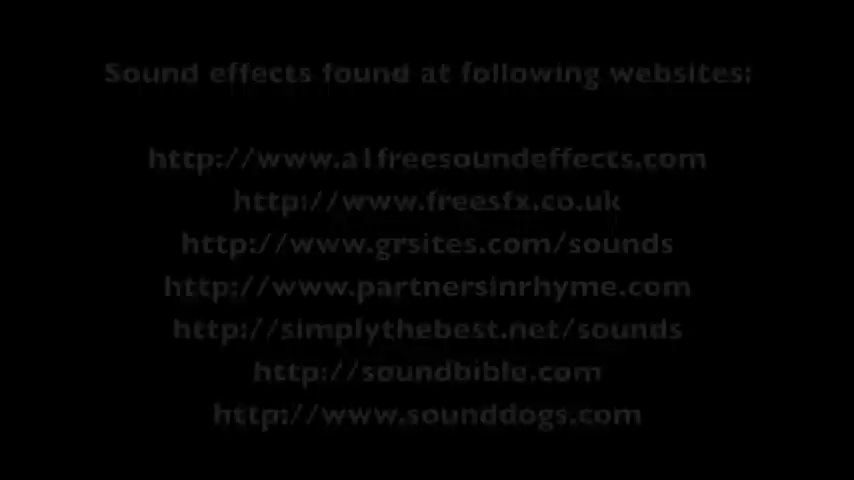 Sound effects found at following websites:
http://www.a1freesoundeffects.com
http://www.freesfx.co.uk
http://www.grsites.com/sounds
http://www.partnersinrhyme.com
http://simplythebest.net/sounds
http://soundbible.com
http://www.sounddogs.com